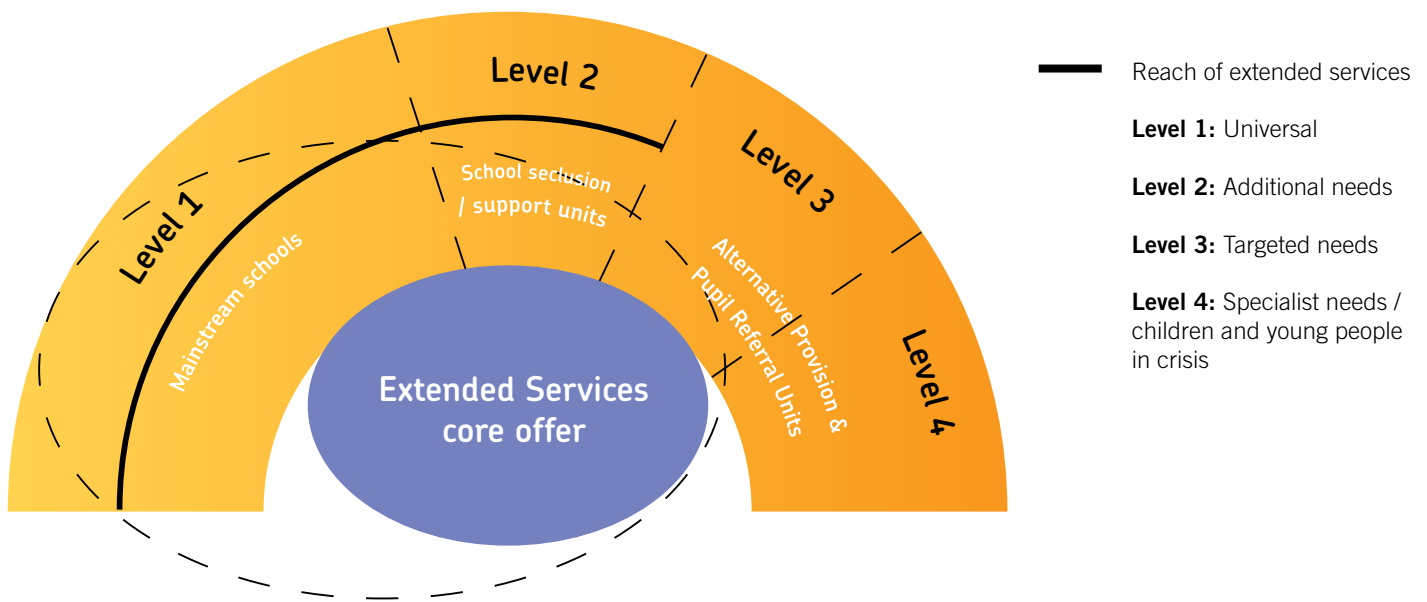 Level 1
Level 2
Level 3
Level 4
Mainstream schools
School seclusion
/ support units
Alternative Provision &
Pupil Referral Units
Extended Services
core offer
Reach of extended services
Level 1: Universal
Level 2: Additional needs
Level 3: Targeted needs
Level 4: Specialist needs /
children and young people
in crisis